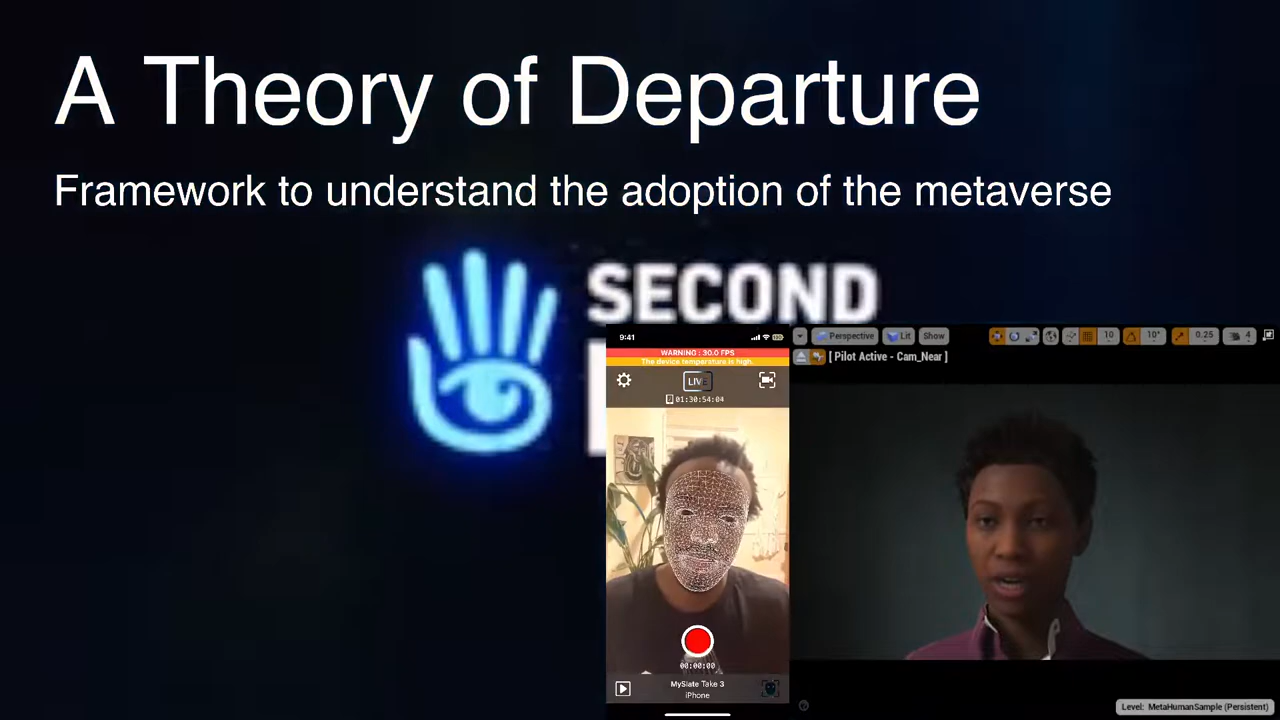 A Theory of Departure
Framework to understand the adoption of the metaverse
SECOND
9:41
WARNING : 30.0 FPS
The device temperature is high.
LIVE
01:30:54:04
00:00:00
MySlate Take 3
iPhone
Perspective
Lit
Show
10
10°
0.25
4
[ Pilot Active - Cam_Near ]
Level: MetaHumanSample (Persistent)